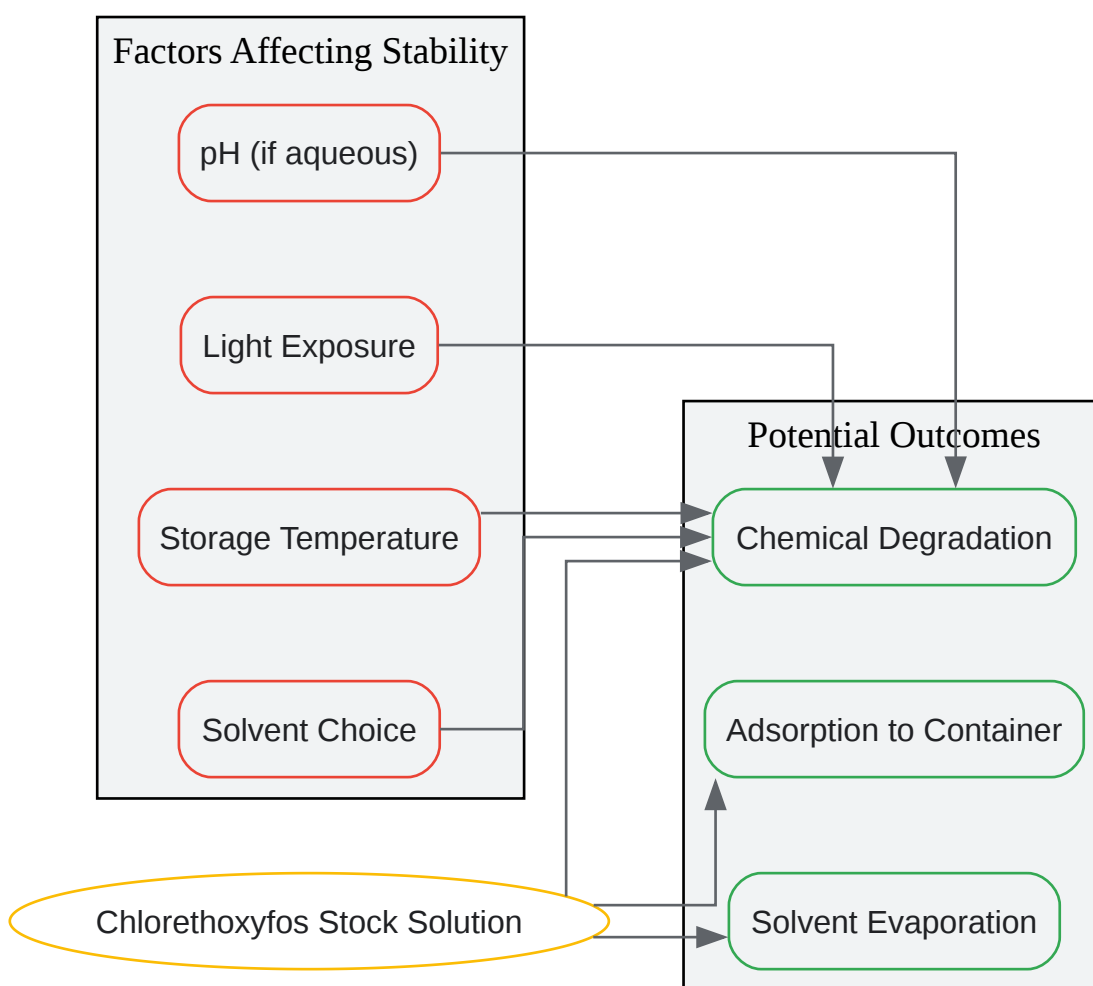 Factors Affecting Stability
pH (if aqueous)
Light Exposure
Storage Temperature
Solvent Choice
Potential Outcomes
Chemical Degradation
Adsorption to Container
Solvent Evaporation
Chlorethoxyfos Stock Solution